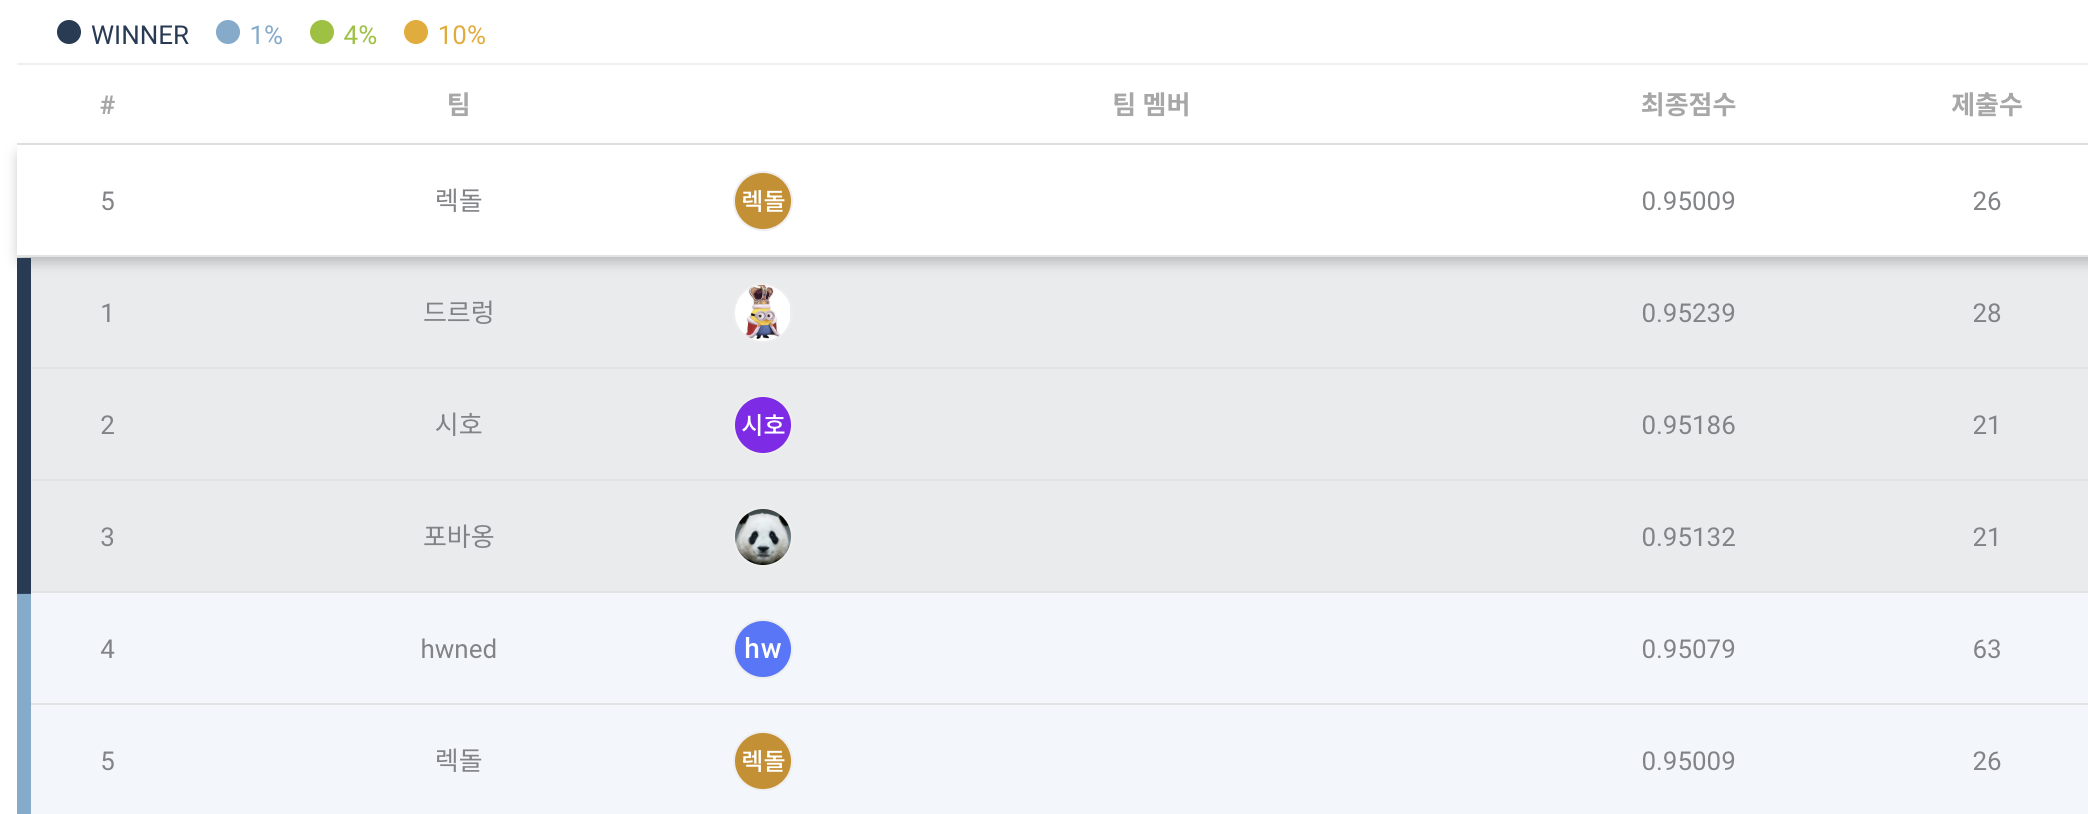 WINNER 1% 4% 10%
# 팀 팀 멤버 최종점수 제출수
5 렉돌 렉돌 0.95009 26
1 드르렁 0.95239 28
2 시호 시호 0.95186 21
3 포바옹 0.95132 21
4 hwned hw 0.95079 63
5 렉돌 렉돌 0.95009 26